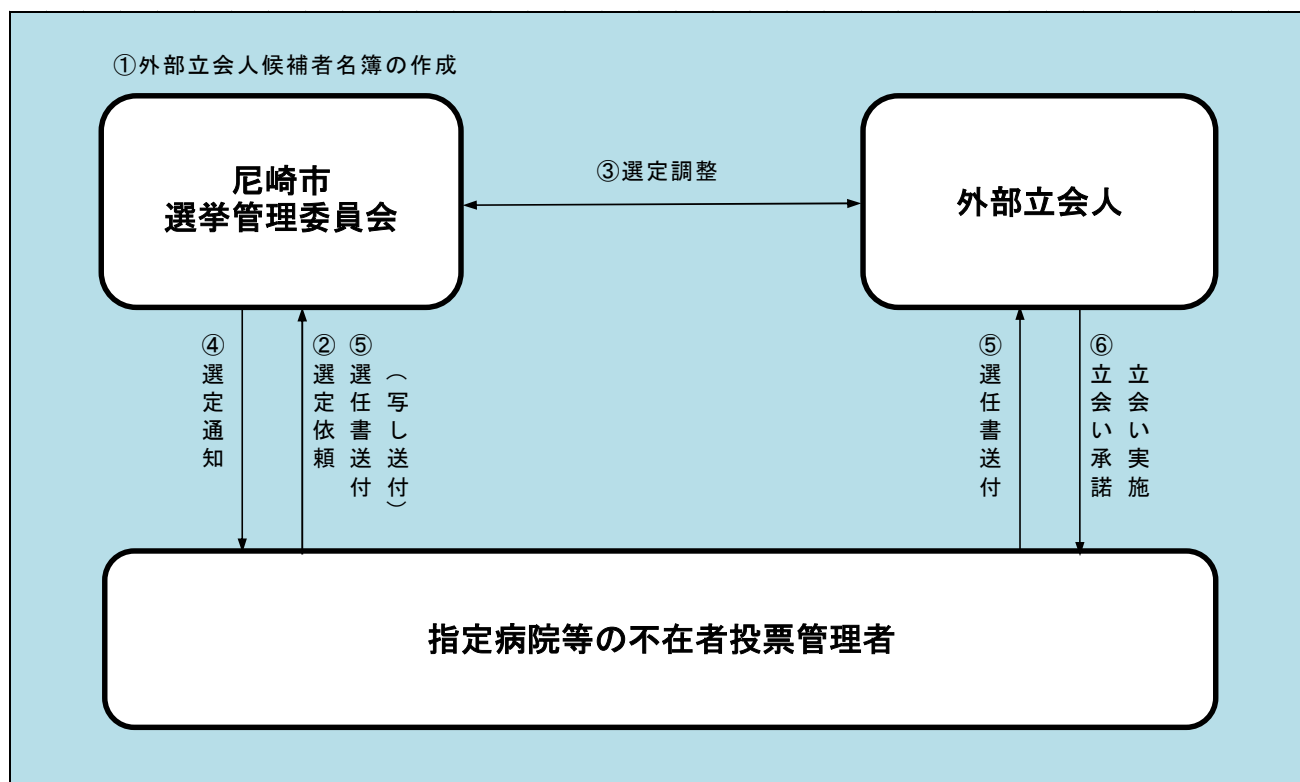 ①外部立会人候補者名簿の作成
尼崎市
選挙管理委員会
③選定調整
外部立会人
④選定通知
②選定依頼
⑤選任書送付
（写し送付）
⑤選任書送付
⑥立会い承諾
立会い実施
指定病院等の不在者投票管理者